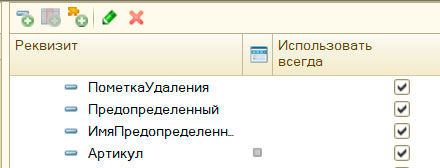 Реквизит
Использовать всегда
ПометкаУдаления
Предопределенный
ИмяПредопределенн...
Артикул